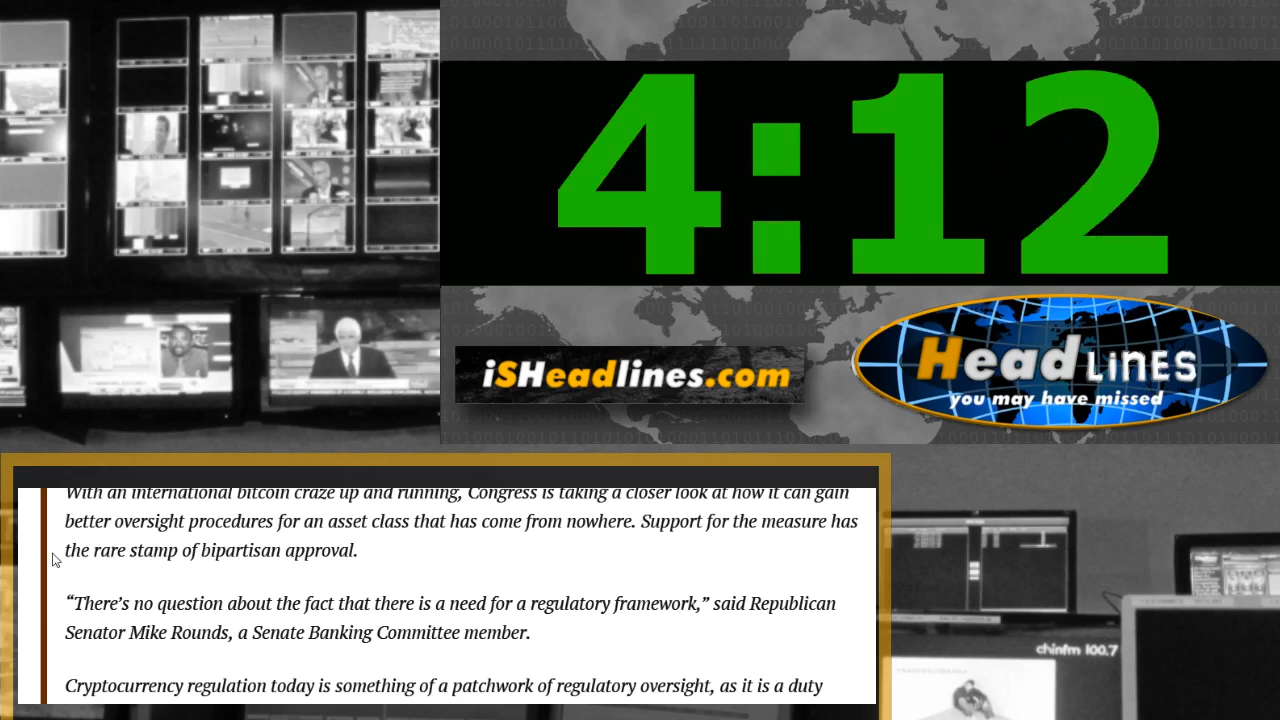 4:12
iSHeadlines.com
HeadLINES
you may have missed
With an international bitcoin craze up and running, Congress is taking a closer look at how it can gain
better oversight procedures for an asset class that has come from nowhere. Support for the measure has
the rare stamp of bipartisan approval.
“There’s no question about the fact that there is a need for a regulatory framework,” said Republican
Senator Mike Rounds, a Senate Banking Committee member.
Cryptocurrency regulation today is something of a patchwork of regulatory oversight, as it is a duty
chinfm 100.7